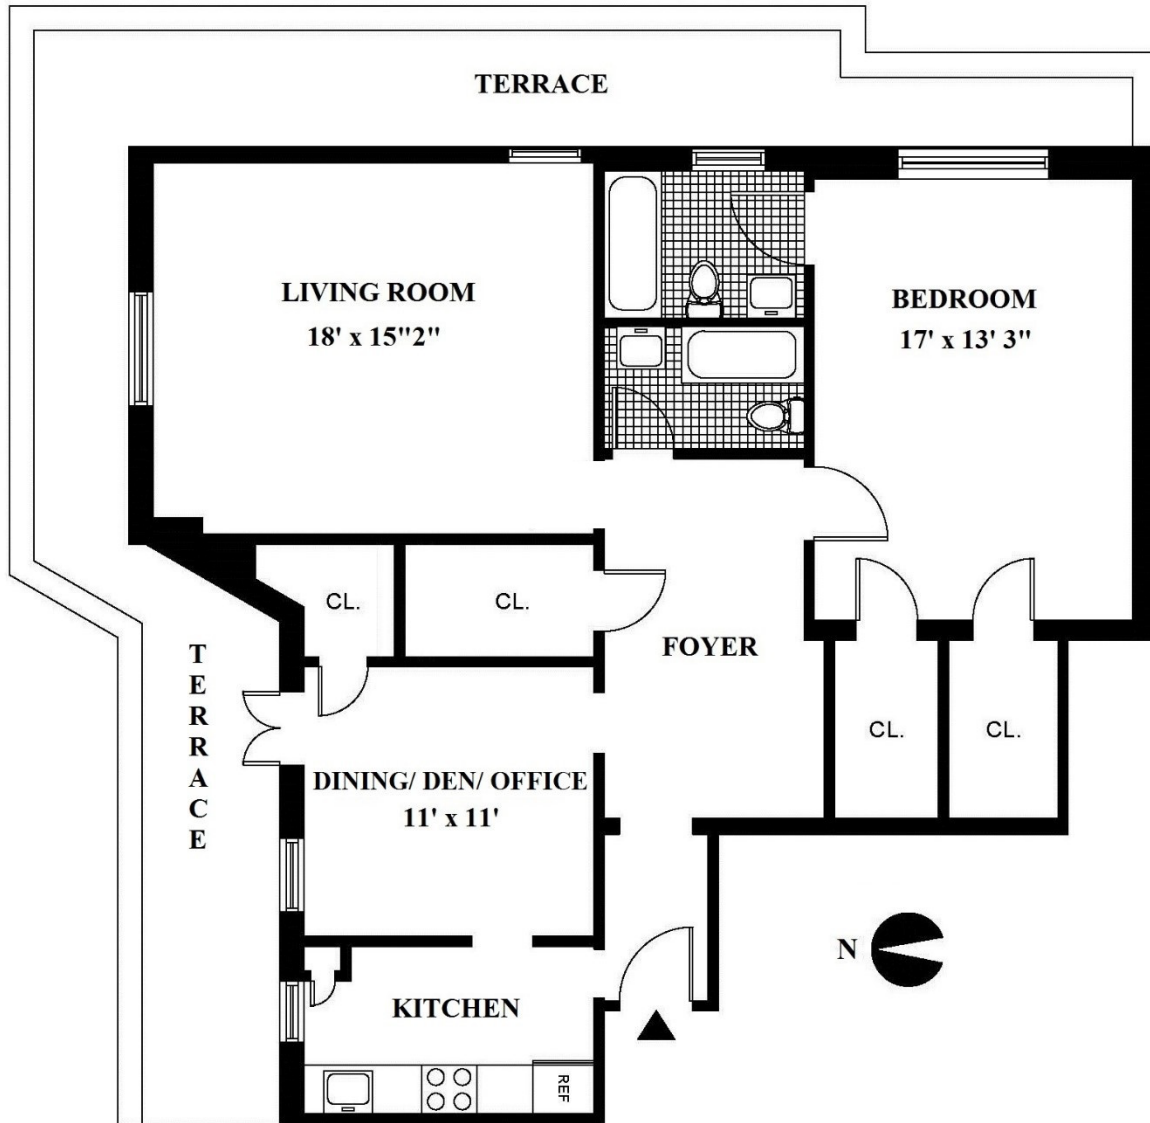 TERRACE
LIVING ROOM
18' x 15"2"
BEDROOM
17' x 13' 3"
CL.
CL.
FOYER
TERRACE
CL.
CL.
DINING/ DEN/ OFFICE
11' x 11'
N
KITCHEN
REF